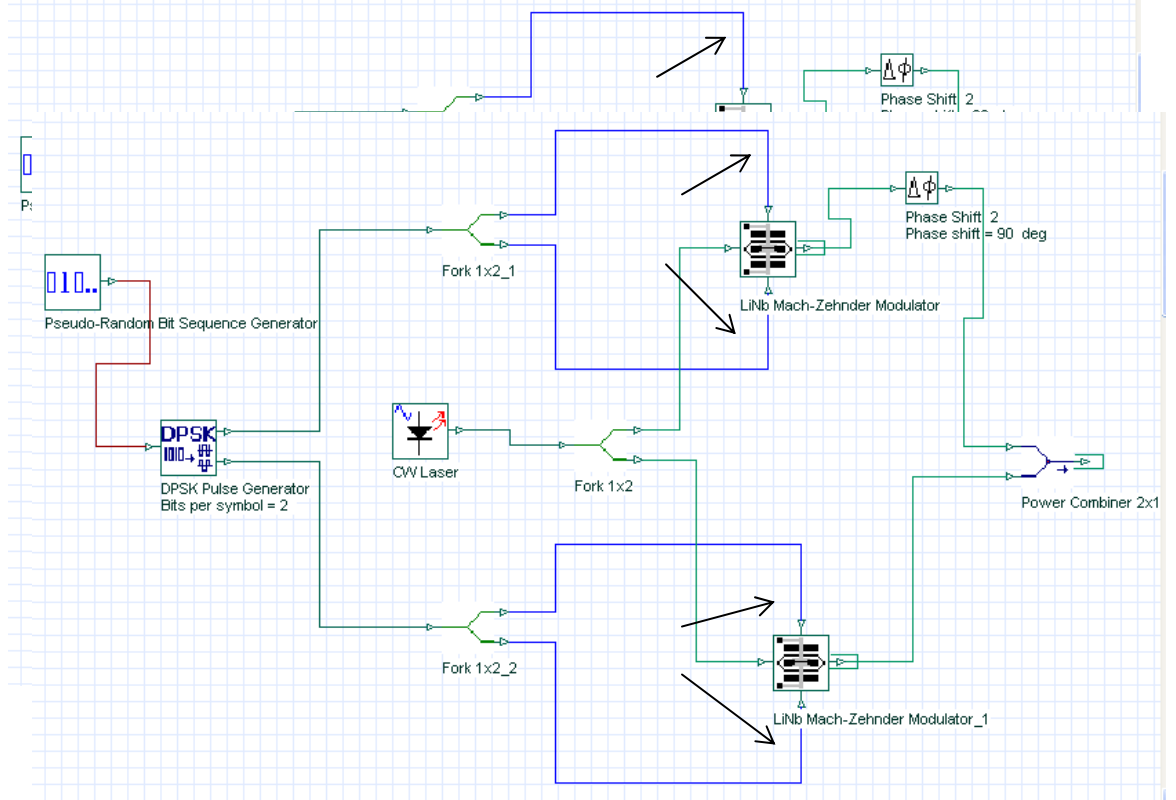 Phase Shift 2
Phase Shift 2
Phase shift = 90 deg
Fork 1x2_1
LiNb Mach-Zehnder Modulator
Pseudo-Random Bit Sequence Generator
DPSK
CW Laser
Fork 1x2
DPSK Pulse Generator
Bits per symbol = 2
Power Combiner 2x1
Fork 1x2_2
LiNb Mach-Zehnder Modulator_1